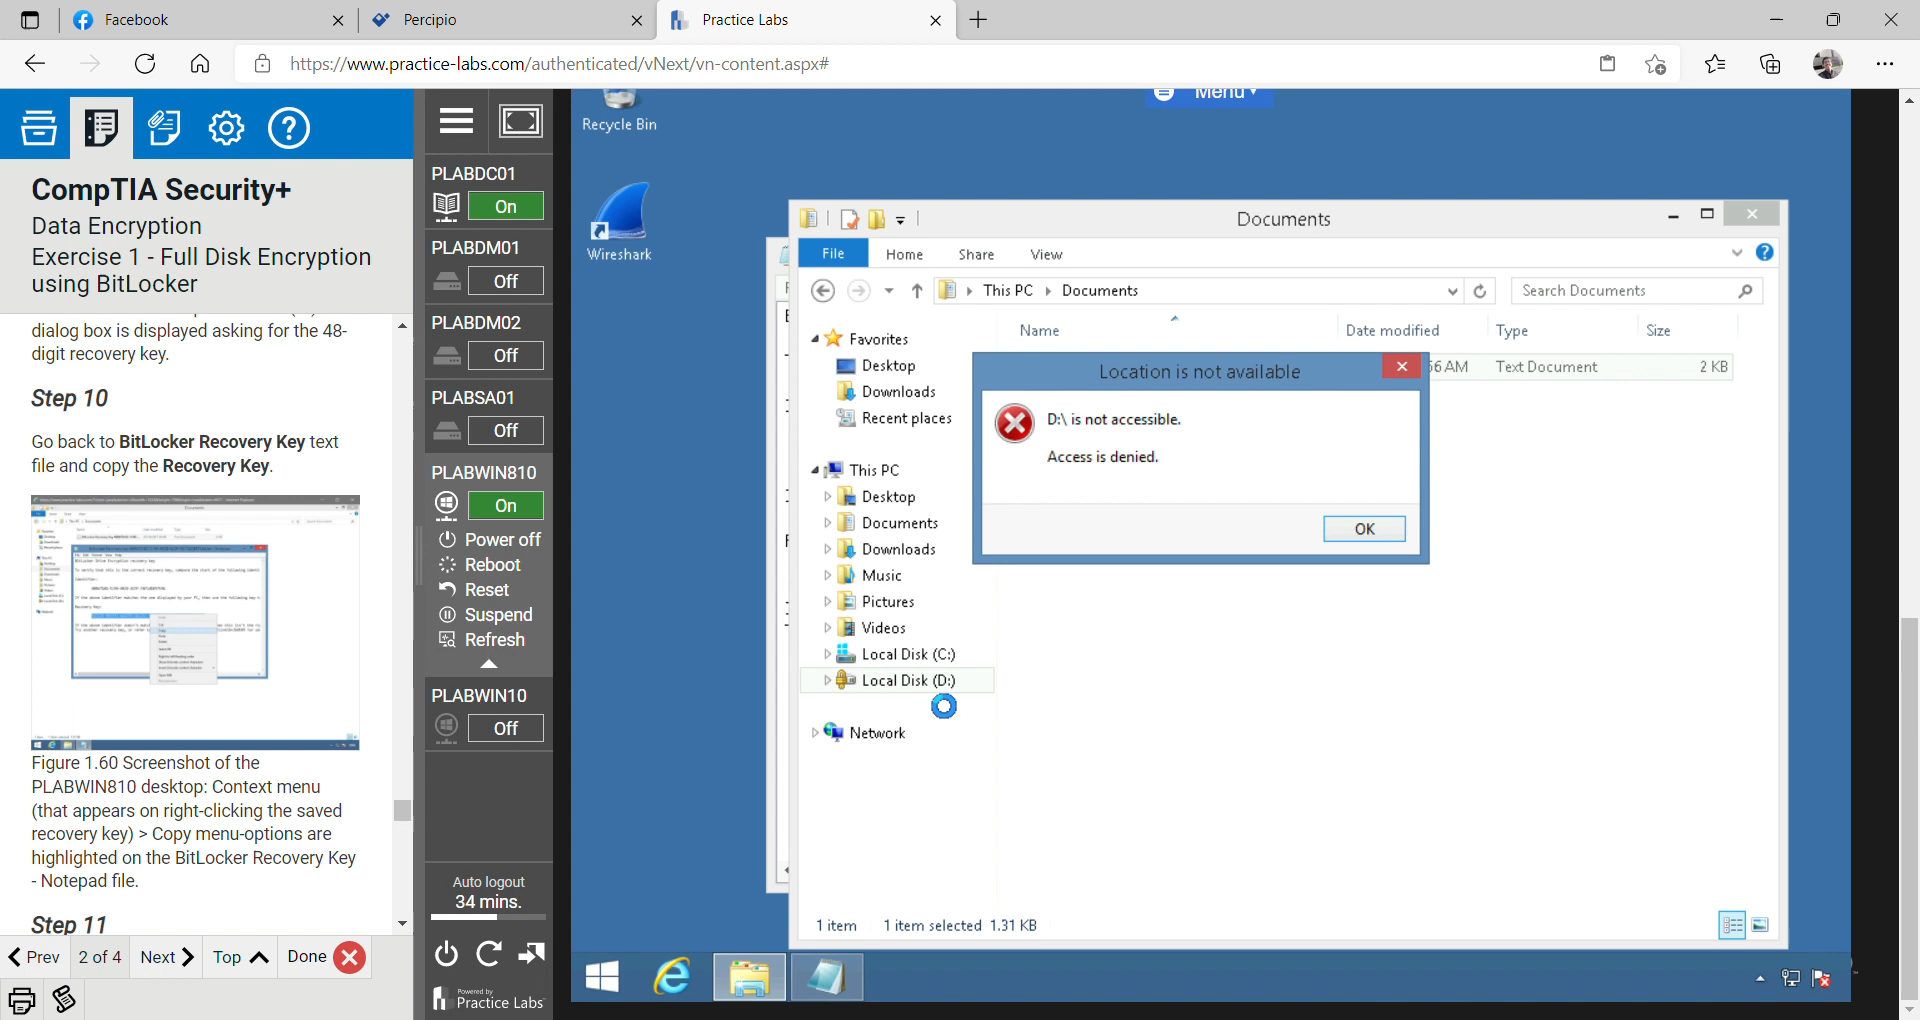 Facebook
Percipio
Practice Labs
https://www.practice-labs.com/authenticated/vNext/vn-content.aspx#
CompTIA Security+
Data Encryption
Exercise 1 - Full Disk Encryption
using BitLocker
dialog box is displayed asking for the 48-
digit recovery key.
Step 10
Go back to BitLocker Recovery Key text
file and copy the Recovery Key.
Figure 1.60 Screenshot of the
PLABWIN810 desktop: Context menu
(that appears on right-clicking the saved
recovery key) > Copy menu-options are
highlighted on the BitLocker Recovery Key
- Notepad file.
Step 11
Prev
2 of 4
Next
Top
Done
PLABDC01
On
PLABDM01
Off
PLABDM02
Off
PLABSA01
Off
PLABWIN810
On
Power off
Reboot
Reset
Suspend
Refresh
PLABWIN10
Off
Auto logout
34 mins.
Powered by
Practice Labs
Recycle Bin
Menu
Wireshark
Documents
File
Home
Share
View
This PC
Documents
Search Documents
Name
Date modified
Type
Size
56 AM
Text Document
2 KB
Favorites
Desktop
Downloads
Recent places
This PC
Desktop
Documents
Downloads
Music
Pictures
Videos
Local Disk (C:)
Local Disk (D:)
Network
Location is not available
D:\ is not accessible.
Access is denied.
OK
1 item
1 item selected 1.31 KB